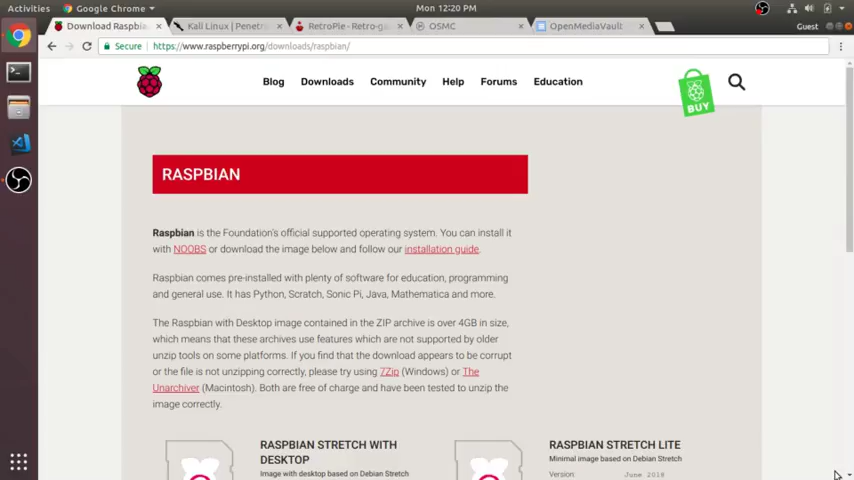 Activities Google Chrome Mon 12:20 PM
Download Raspbia Kali Linux | Penetra RetroPie - Retro-ga OSMC OpenMediaVault Guest
Secure https://www.raspberrypi.org/downloads/raspbian/
Blog Downloads Community Help Forums Education BUY
RASPBIAN
Raspbian is the Foundation's official supported operating system. You can install it
with NOOBS or download the image below and follow our installation guide.
Raspbian comes pre-installed with plenty of software for education, programming
and general use. It has Python, Scratch, Sonic Pi, Java, Mathematica and more.
The Raspbian with Desktop image contained in the ZIP archive is over 4GB in size,
which means that these archives use features which are not supported by older
unzip tools on some platforms. If you find that the download appears to be corrupt
or the file is not unzipping correctly, please try using 7Zip (Windows) or The
Unarchiver (Macintosh). Both are free of charge and have been tested to unzip the
image correctly.
RASPBIAN STRETCH WITH
DESKTOP
Image with desktop based on Debian Stretch
RASPBIAN STRETCH LITE
Minimal image based on Debian Stretch
Version: June 2018